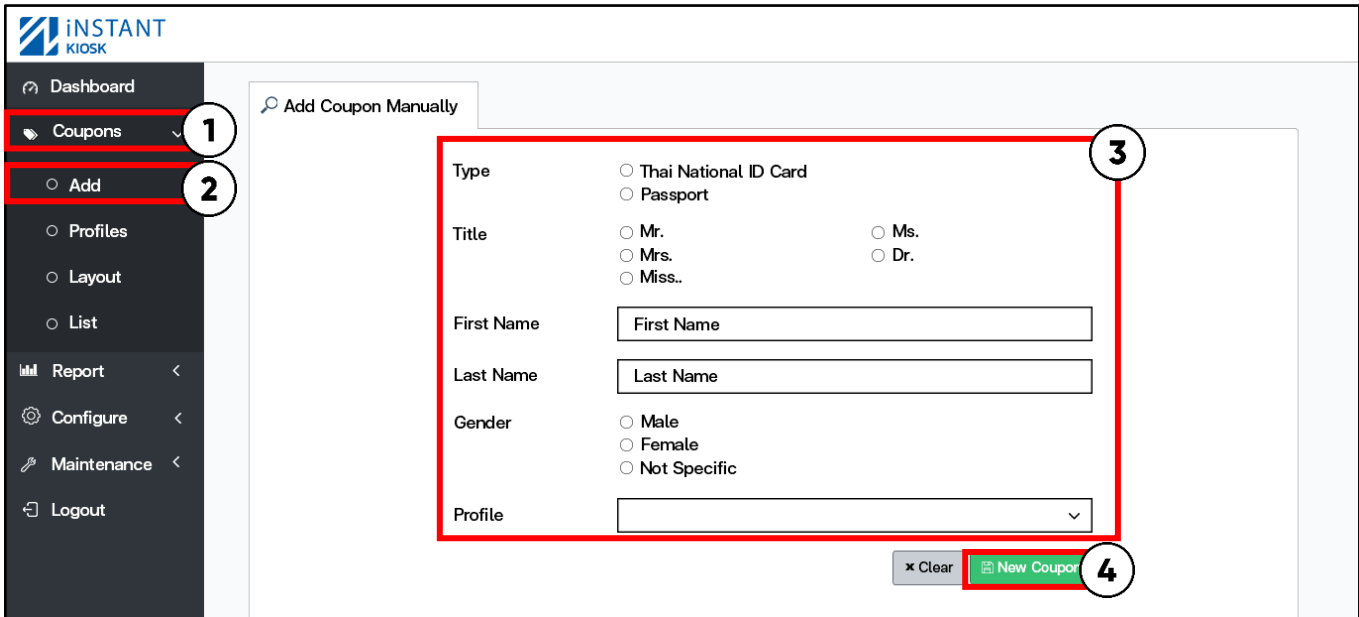 iNSTANT
KIOSK
Dashboard
Coupons
1
Add
2
Profiles
Layout
List
Report
Configure
Maintenance
Logout
Add Coupon Manually
3
Type
Thai National ID Card
Passport
Title
Mr. Ms.
Mrs. Dr.
Miss..
First Name First Name
Last Name Last Name
Gender
Male
Female
Not Specific
Profile
Clear New Coupon
4